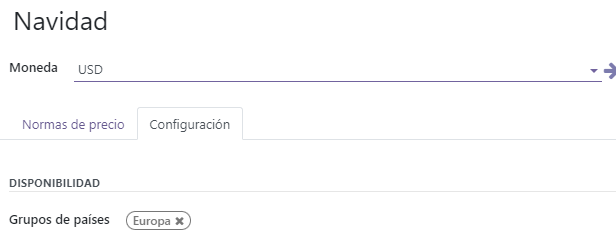 Navidad
Moneda USD
Normas de precio Configuración
DISPONIBILIDAD
Grupos de países Europa ✖